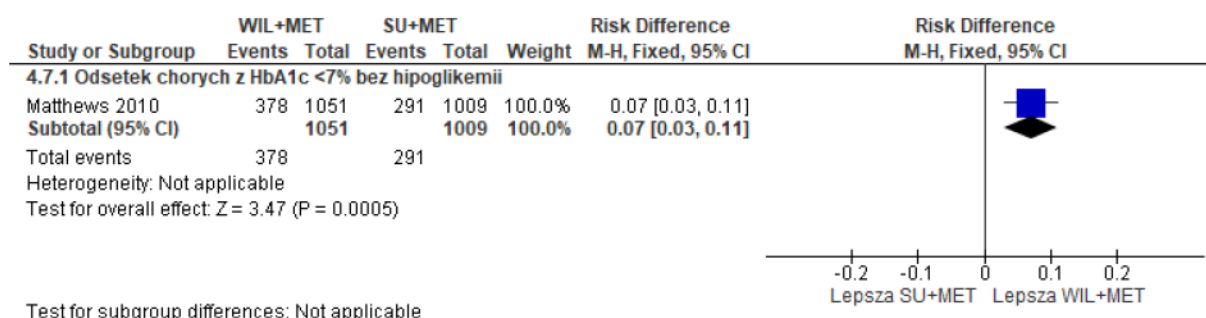 WIL+MET SU+MET Risk Difference Risk Difference
Study or Subgroup Events Total Events Total Weight M-H, Fixed, 95% CI M-H, Fixed, 95% CI
4.7.1 Odsetek chorych z HbA1c <7% bez hipoglikemii
Matthews 2010 378 1051 291 1009 100.0% 0.07 [0.03, 0.11]
Subtotal (95% CI) 1051 1009 100.0% 0.07 [0.03, 0.11]
Total events 378 291
Heterogeneity: Not applicable
Test for overall effect: Z = 3.47 (P = 0.0005)
-0.2 -0.1 0 0.1 0.2
Lepsza SU+MET Lepsza WIL+MET
Test for subgroup differences: Not applicable